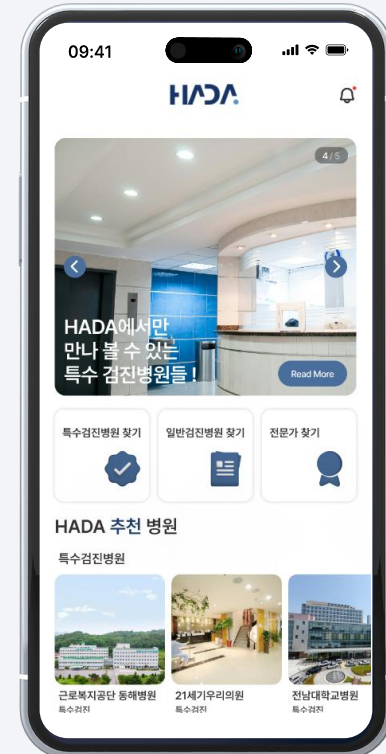 09:41
HADA
4/5
HADA에서만
만나 볼 수 있는
특수 검진병원들 !
Read More
특수검진병원 찾기
일반검진병원 찾기
전문가 찾기
HADA 추천 병원
특수검진병원
근로복지공단 동해병원
21세기우리의원
전남대학교병원
특수검진
특수검진
특수검진